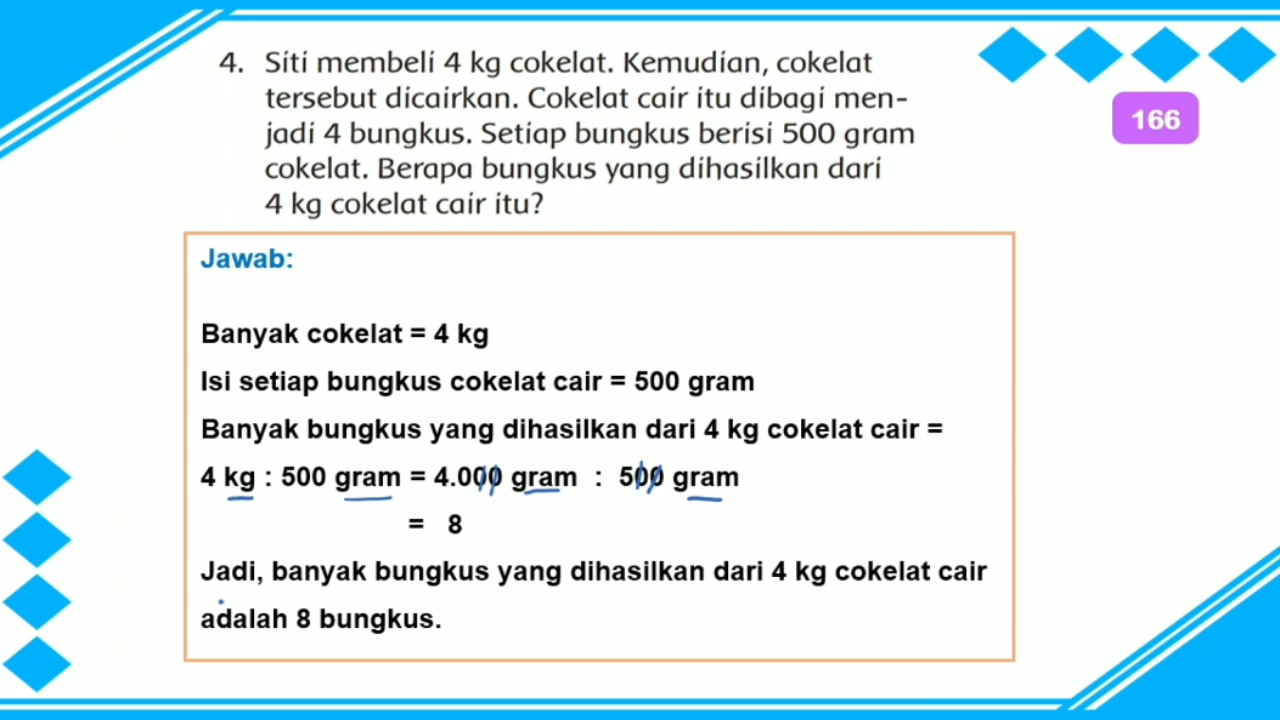 4. Siti membeli 4 kg cokelat. Kemudian, cokelat
tersebut dicairkan. Cokelat cair itu dibagi men-
jadi 4 bungkus. Setiap bungkus berisi 500 gram
cokelat. Berapa bungkus yang dihasilkan dari
4 kg cokelat cair itu?
166
Jawab:
Banyak cokelat = 4 kg
Isi setiap bungkus cokelat cair = 500 gram
Banyak bungkus yang dihasilkan dari 4 kg cokelat cair =
4 kg : 500 gram = 4.000 gram : 500 gram
= 8
Jadi, banyak bungkus yang dihasilkan dari 4 kg cokelat cair
adalah 8 bungkus.